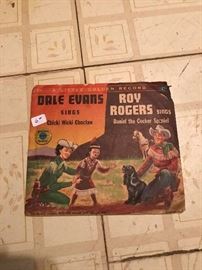 A LITTLE GOLDEN RECORD
DALE EVANS
SINGS
Chicki Wicki Choctaw
ROY
ROGERS SINGS
Daniel the Cocker Spaniel